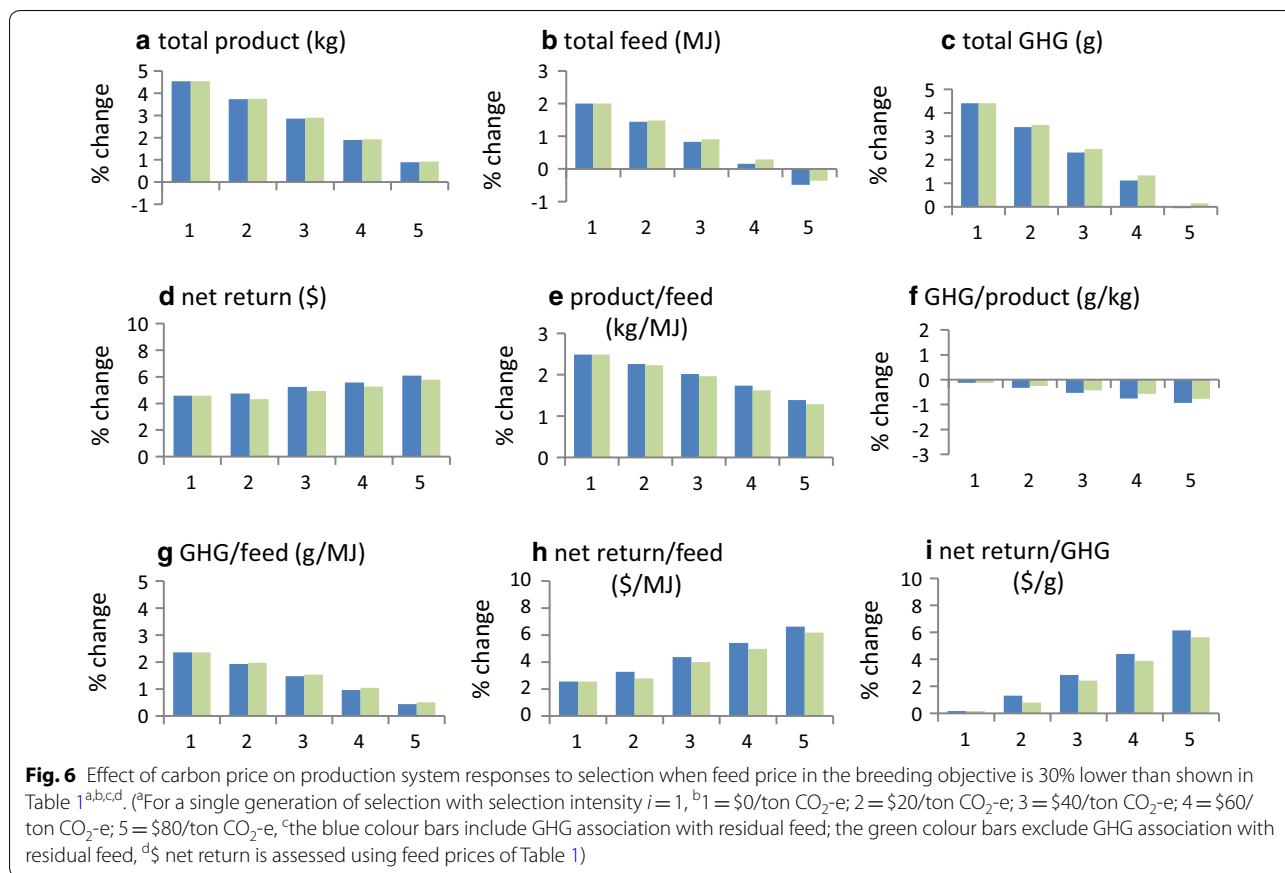 a total product (kg)
5
4
3
2
1
0
-1
% change
1 2 3 4 5
b total feed (MJ)
3
2
1
0
-1
% change
1 2 3 4 5
c total GHG (g)
5
4
3
2
1
0
% change
1 2 3 4 5
d net return ($)
10
8
6
4
2
0
% change
1 2 3 4 5
e product/feed
(kg/MJ)
3
2
1
0
% change
1 2 3 4 5
f GHG/product (g/kg)
2
1
0
-1
-2
-3
% change
1 2 3 4 5
g GHG/feed (g/MJ)
5
4
3
2
1
0
% change
1 2 3 4 5
h net return/feed
($/MJ)
10
8
6
4
2
0
% change
1 2 3 4 5
i net return/GHG
($/g)
10
8
6
4
2
0
% change
1 2 3 4 5
Fig. 6 Effect of carbon price on production system responses to selection when feed price in the breeding objective is 30% lower than shown in
Table 1a,b,c,d. (aFor a single generation of selection with selection intensity i = 1, b1 = $0/ton CO2-e; 2 = $20/ton CO2-e; 3 = $40/ton CO2-e; 4 = $60/
ton CO2-e; 5 = $80/ton CO2-e, cthe blue colour bars include GHG association with residual feed; the green colour bars exclude GHG association with
residual feed, d$ net return is assessed using feed prices of Table 1)